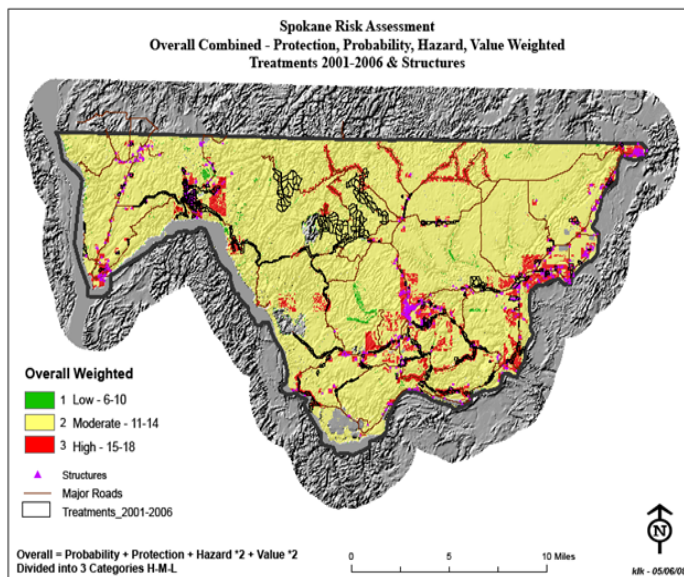 Spokane Risk Assessment
Overall Combined - Protection, Probability, Hazard, Value Weighted
Treatments 2001-2006 & Structures
Overall Weighted
1 Low - 6-10
2 Moderate - 11-14
3 High - 15-18
Structures
Major Roads
Treatments_2001-2006
Overall = Probability + Protection + Hazard *2 + Value *2
Divided into 3 Categories H-M-L
0 5 10 Miles
N